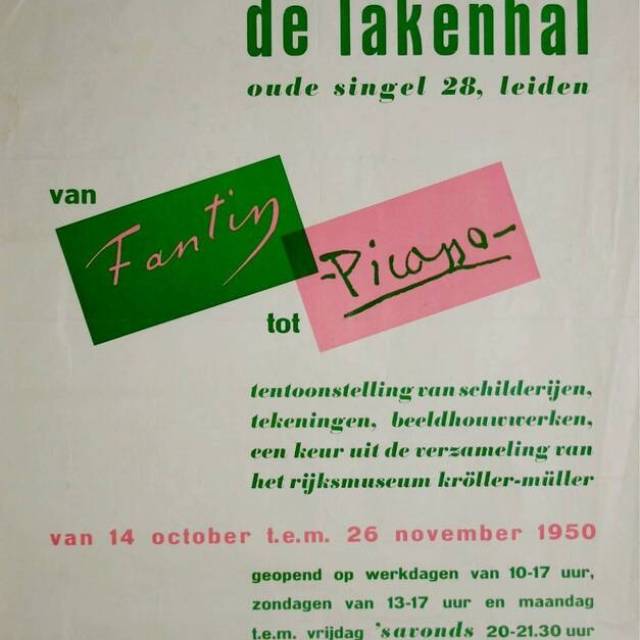 de lakenhal
oude singel 28, leiden
van
Fantin
-Picasso-
tot
tentoonstelling van schilderijen,
tekeningen, beeldhouwwerken,
een keur uit de verzameling van
het rijksmuseum kröller-müller
van 14 october t.e.m. 26 november 1950
geopend op werkdagen van 10-17 uur,
zondagen van 13-17 uur en maandag
t.e.m. vrijdag 'savonds 20-21.30 uur